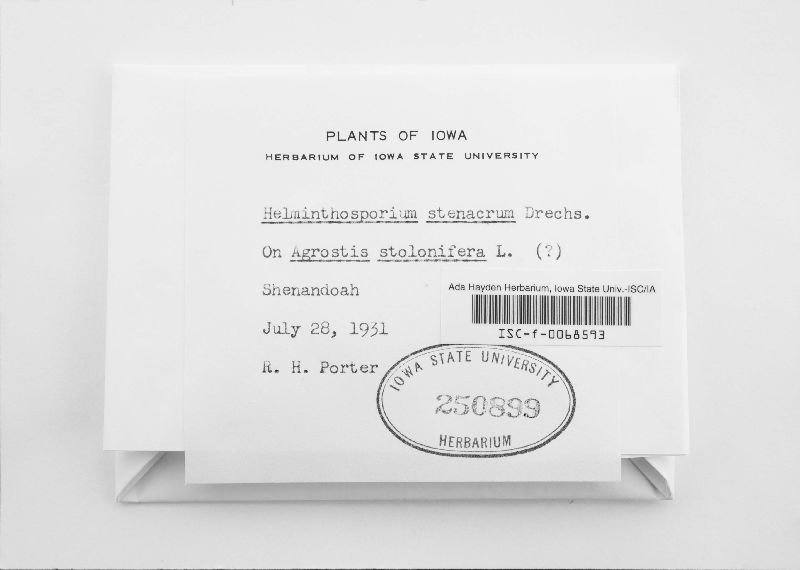 PLANTS OF IOWA
HERBARIUM OF IOWA STATE UNIVERSITY
Helminthosporium stenacrum Drechs.
On Agrostis stolonifera L. (?)
Shenandoah
July 28, 1931
R. H. Porter
Ada Hayden Herbarium, Iowa State Univ.-ISC/IA
ISC-f-0068593
IOWA STATE UNIVERSITY
250899
HERBARIUM